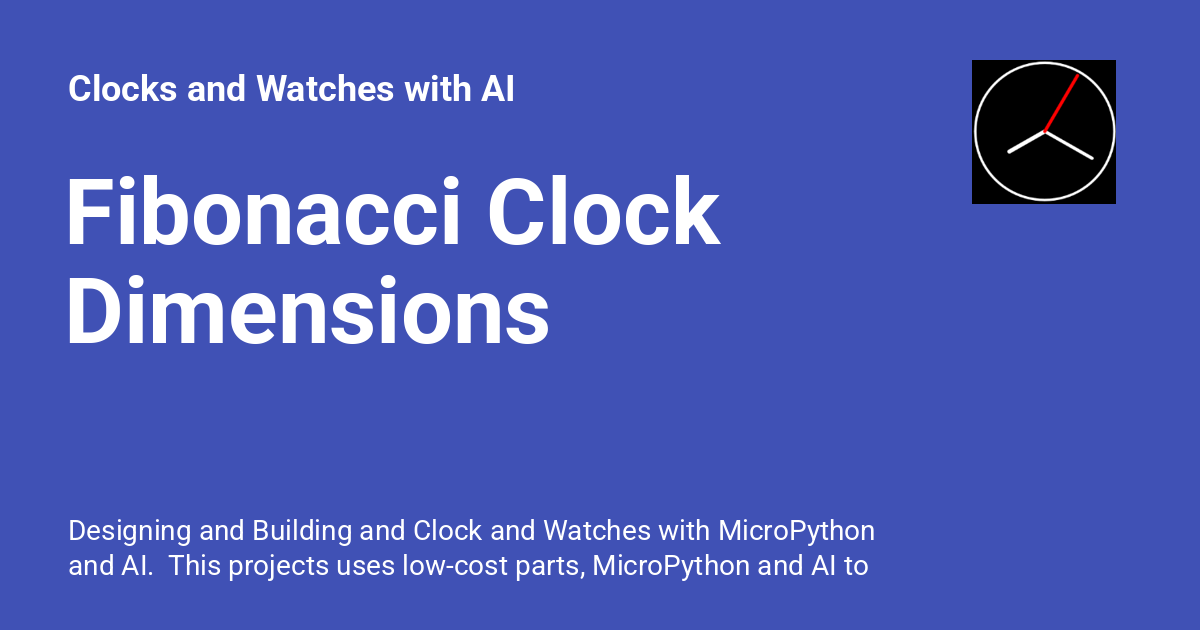 Clocks and Watches with AI
Fibonacci Clock
Dimensions
Designing and Building and Clock and Watches with MicroPython
and AI.  This projects uses low-cost parts, MicroPython and AI to